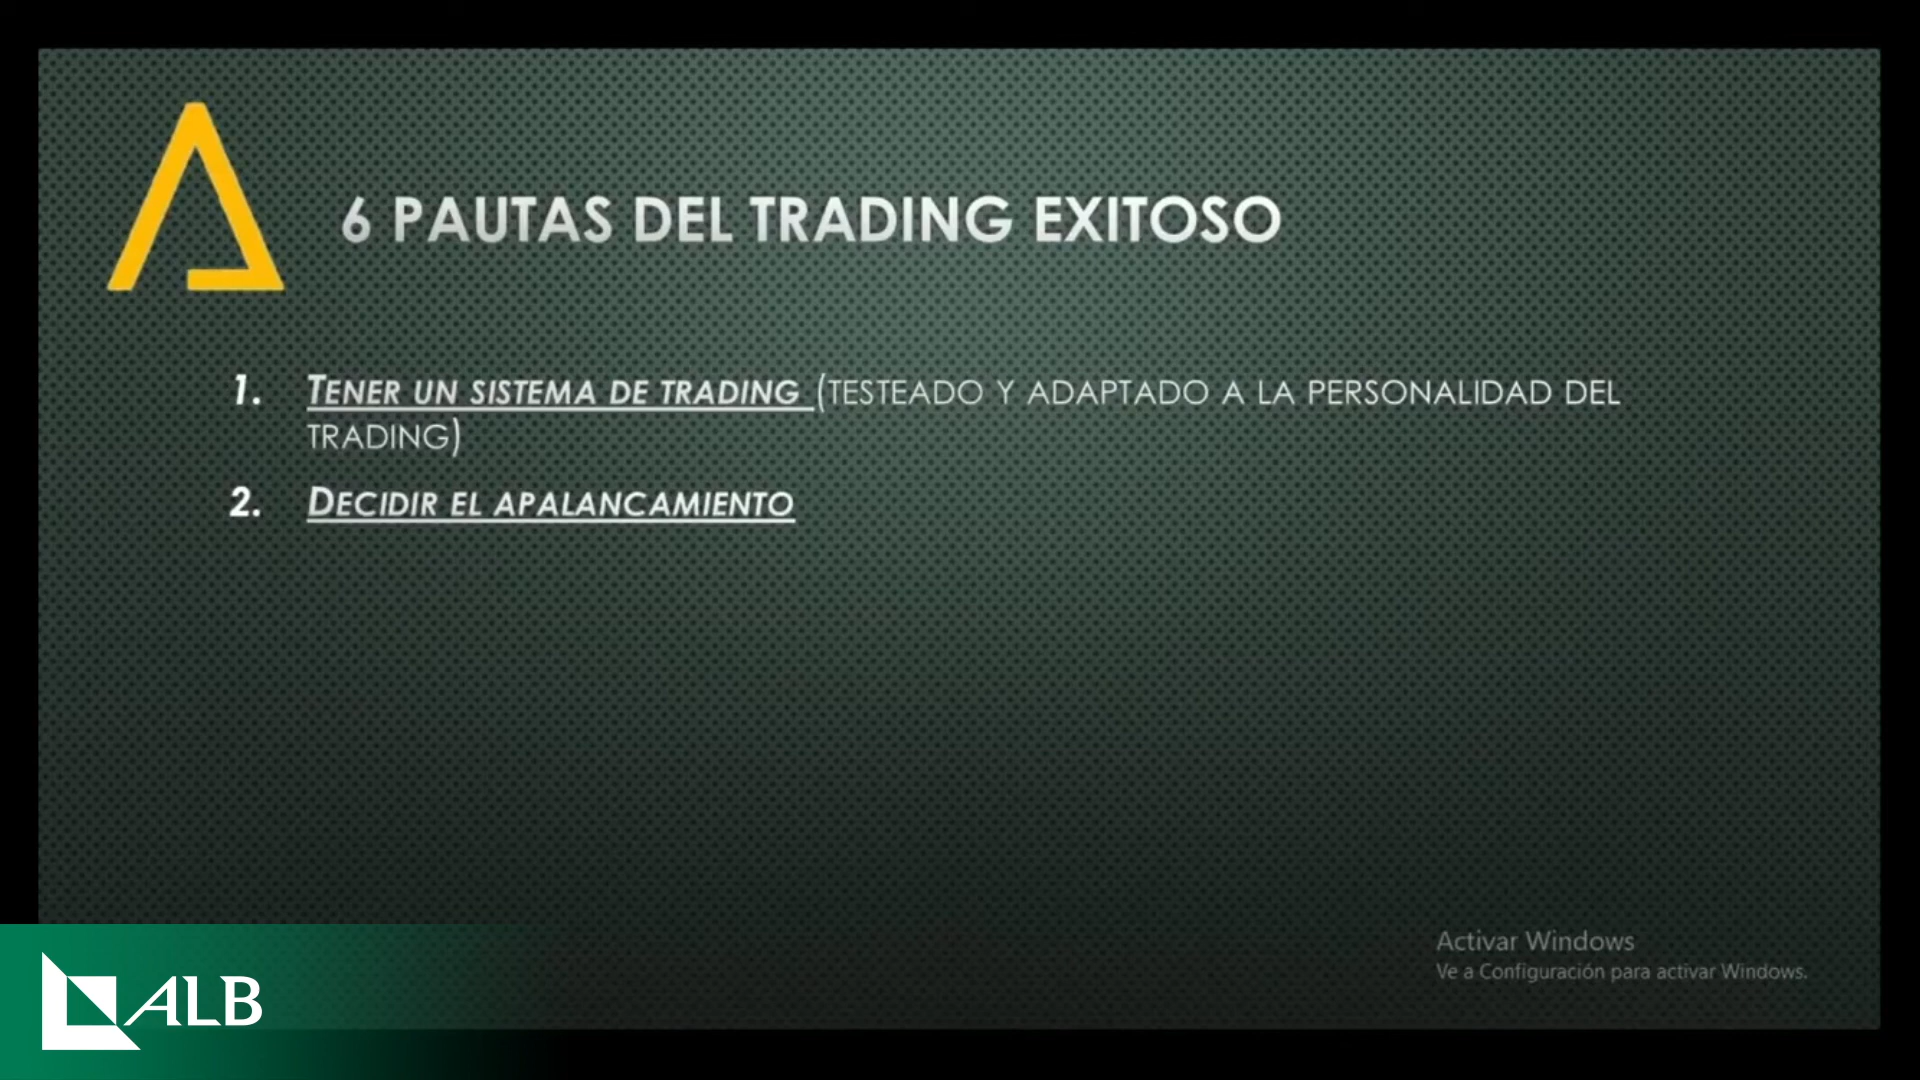 6 PAUTAS DEL TRADING EXITOSO
1. TENER UN SISTEMA DE TRADING (TESTEADO Y ADAPTADO A LA PERSONALIDAD DEL
TRADING)
2. DECIDIR EL APALANCAMIENTO
Activar Windows
Ve a Configuración para activar Windows.
ALB